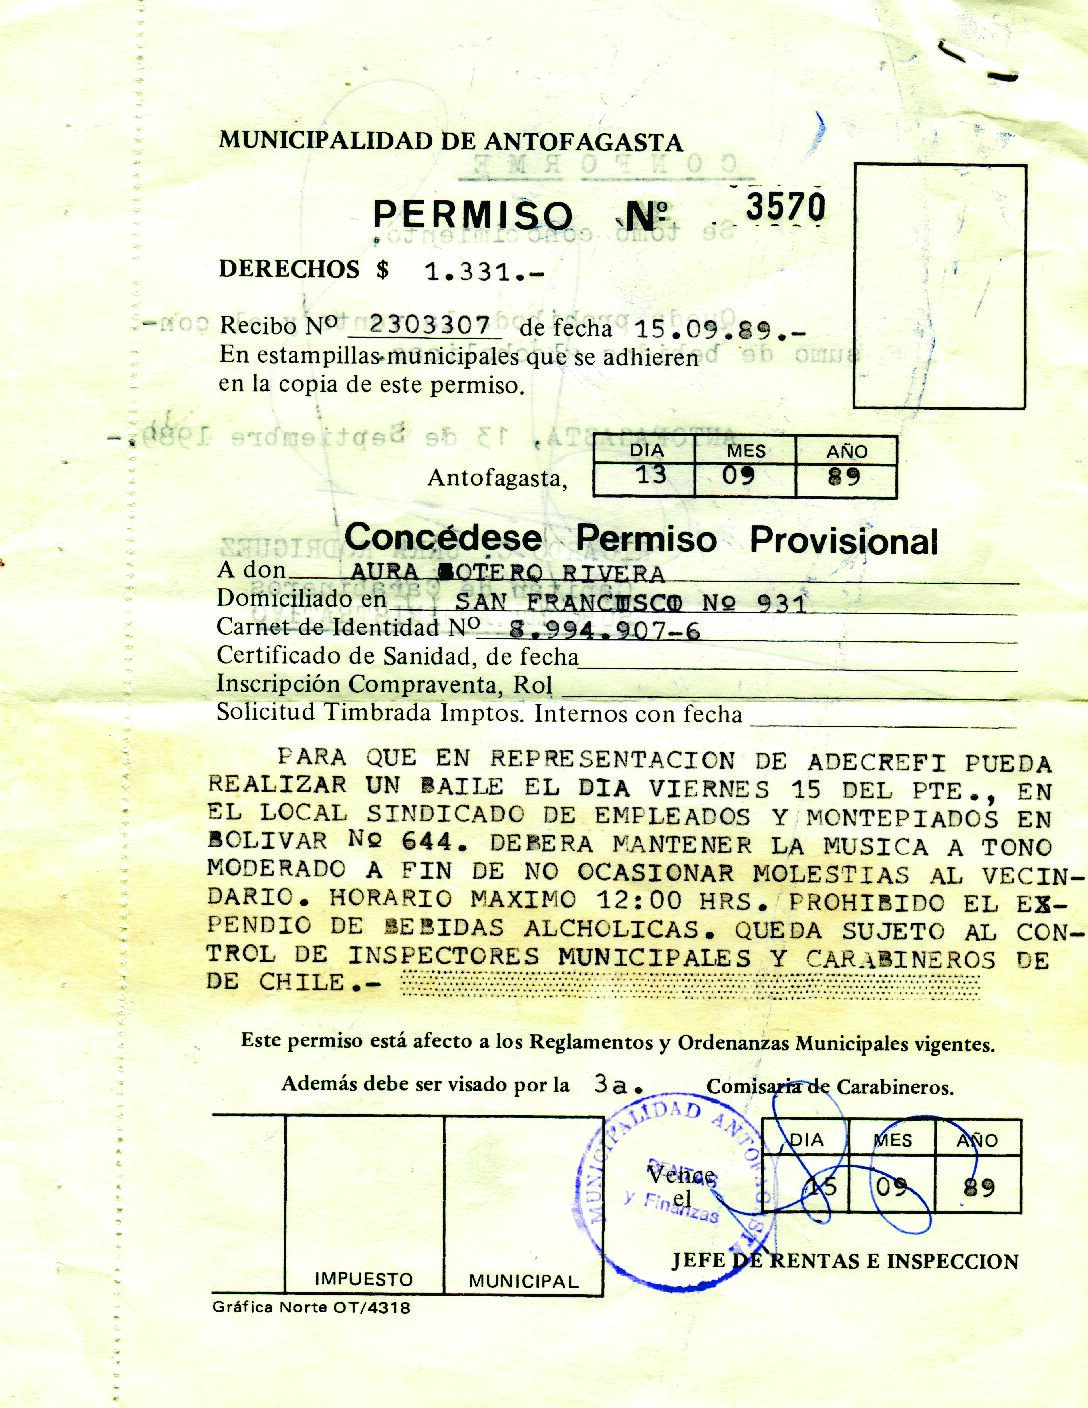 MUNICIPALIDAD DE ANTOFAGASTA
PERMISO Nº 3570
DERECHOS $ 1.331.-
Recibo Nº 2303307 de fecha 15.09.89.-
En estampillas municipales que se adhieren
en la copia de este permiso.
DIA MES AÑO
Antofagasta, 13 09 89
Concédese Permiso Provisional
A don AURA BOTERO RIVERA
Domiciliado en SAN FRANCISCO Nº 931
Carnet de Identidad Nº 8.994.907-6
Certificado de Sanidad, de fecha
Inscripción Compraventa, Rol
Solicitud Timbrada Imptos. Internos con fecha
PARA QUE EN REPRESENTACION DE ADECREFI PUEDA
REALIZAR UN BAILE EL DIA VIERNES 15 DEL PTE., EN
EL LOCAL SINDICADO DE EMPLEADOS Y MONTEPIADOS EN
BOLIVAR Nº 644. DEBERA MANTENER LA MUSICA A TONO
MODERADO A FIN DE NO OCASIONAR MOLESTIAS AL VECIN-
DARIO. HORARIO MAXIMO 12:00 HRS. PROHIBIDO EL EX-
PENDIO DE BEBIDAS ALCHOLICAS. QUEDA SUJETO AL CON-
TROL DE INSPECTORES MUNICIPALES Y CARABINEROS DE
DE CHILE.-
Este permiso está afecto a los Reglamentos y Ordenanzas Municipales vigentes.
Además debe ser visado por la 3a. Comisaria de Carabineros.
MUNICIPALIDAD ANTOFAGASTA
RENTAS
y Finanzas
DIA MES AÑO
Vence
el 15 09 89
JEFE DE RENTAS E INSPECCION
IMPUESTO MUNICIPAL
Gráfica Norte OT/4318